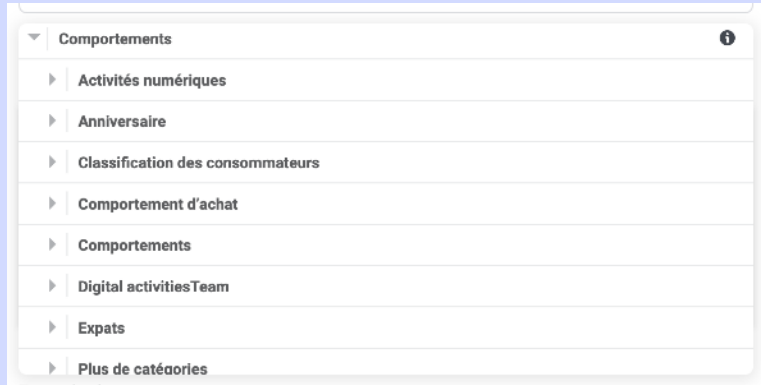 Comportements
Activités numériques
Anniversaire
Classification des consommateurs
Comportement d'achat
Comportements
Digital activitiesTeam
Expats
Plus de catégories